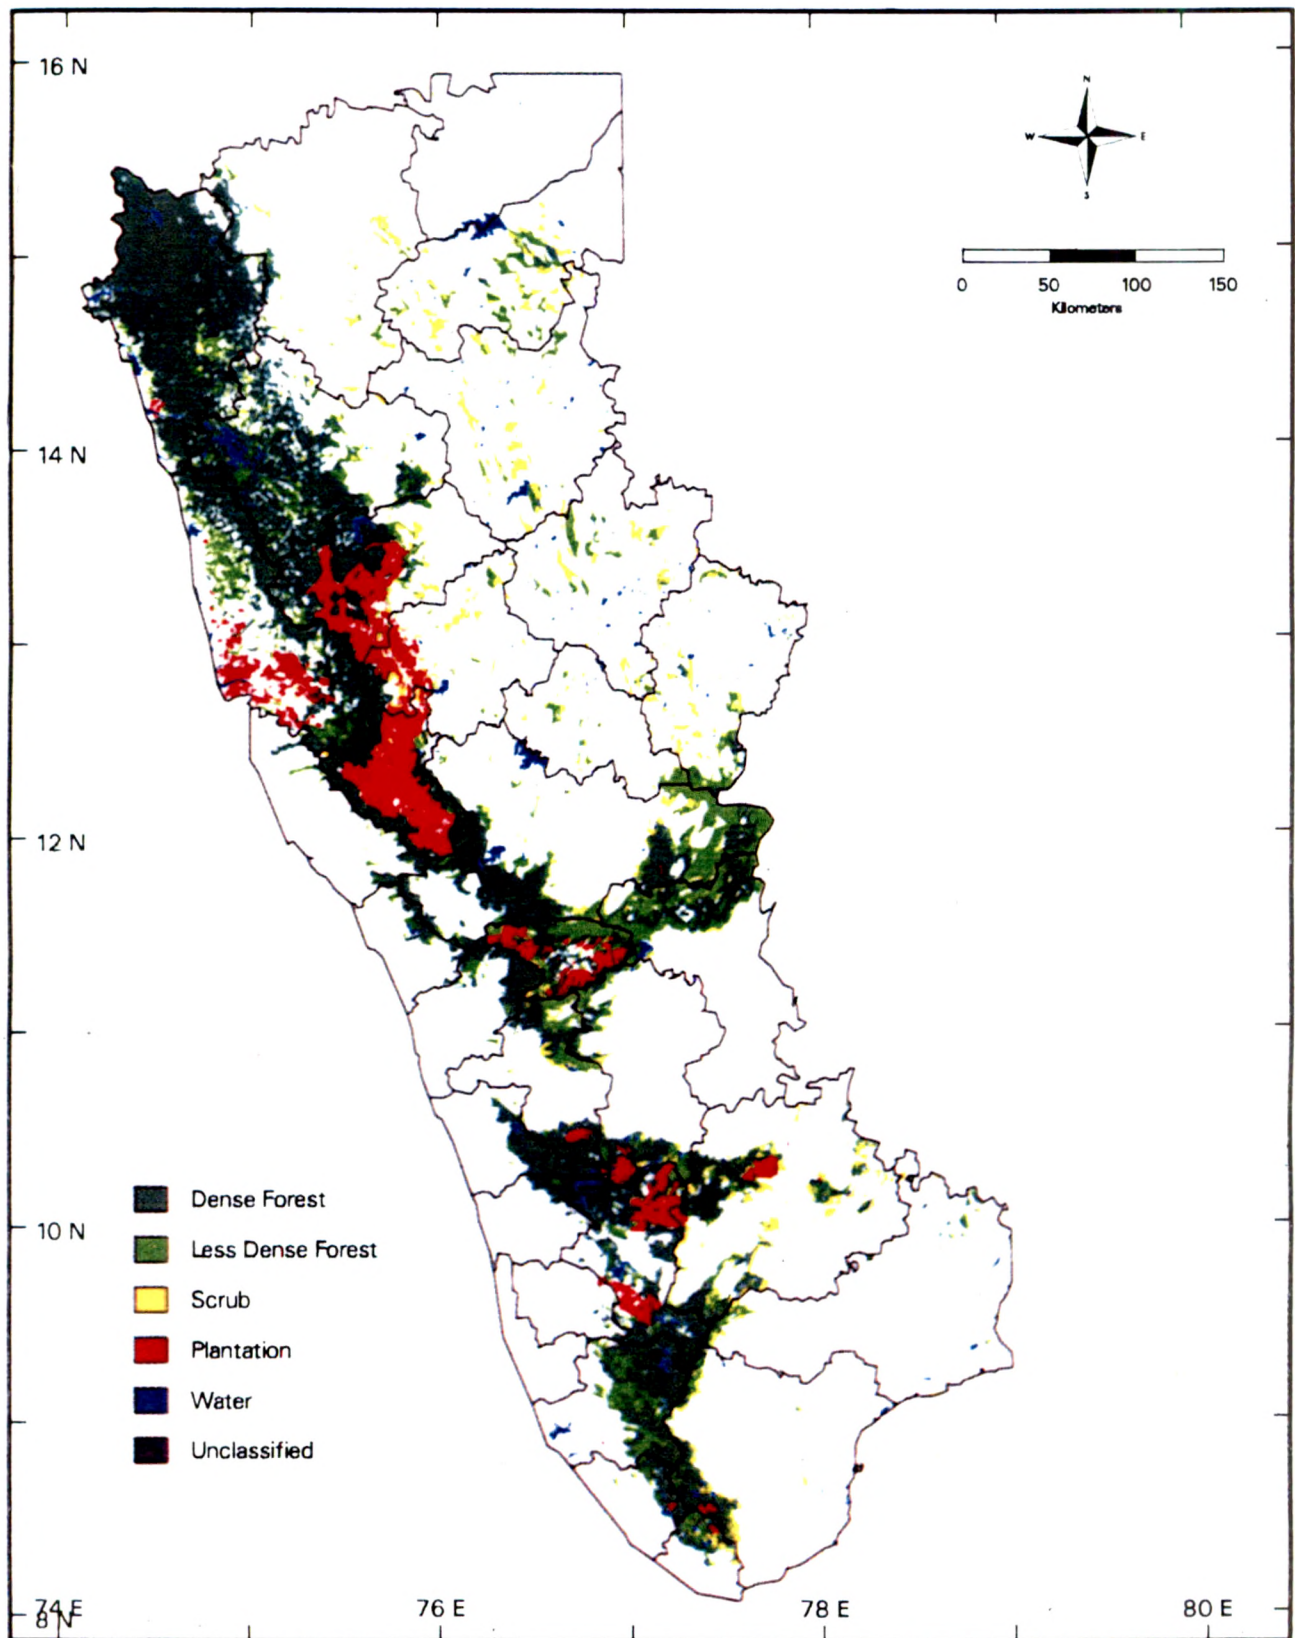 16 N
N
W E
S
0 50 100 150
Kilometers
14 N
12 N
10 N
Dense Forest
Less Dense Forest
Scrub
Plantation
Water
Unclassified
74 E 76 E 78 E 80 E
8 N